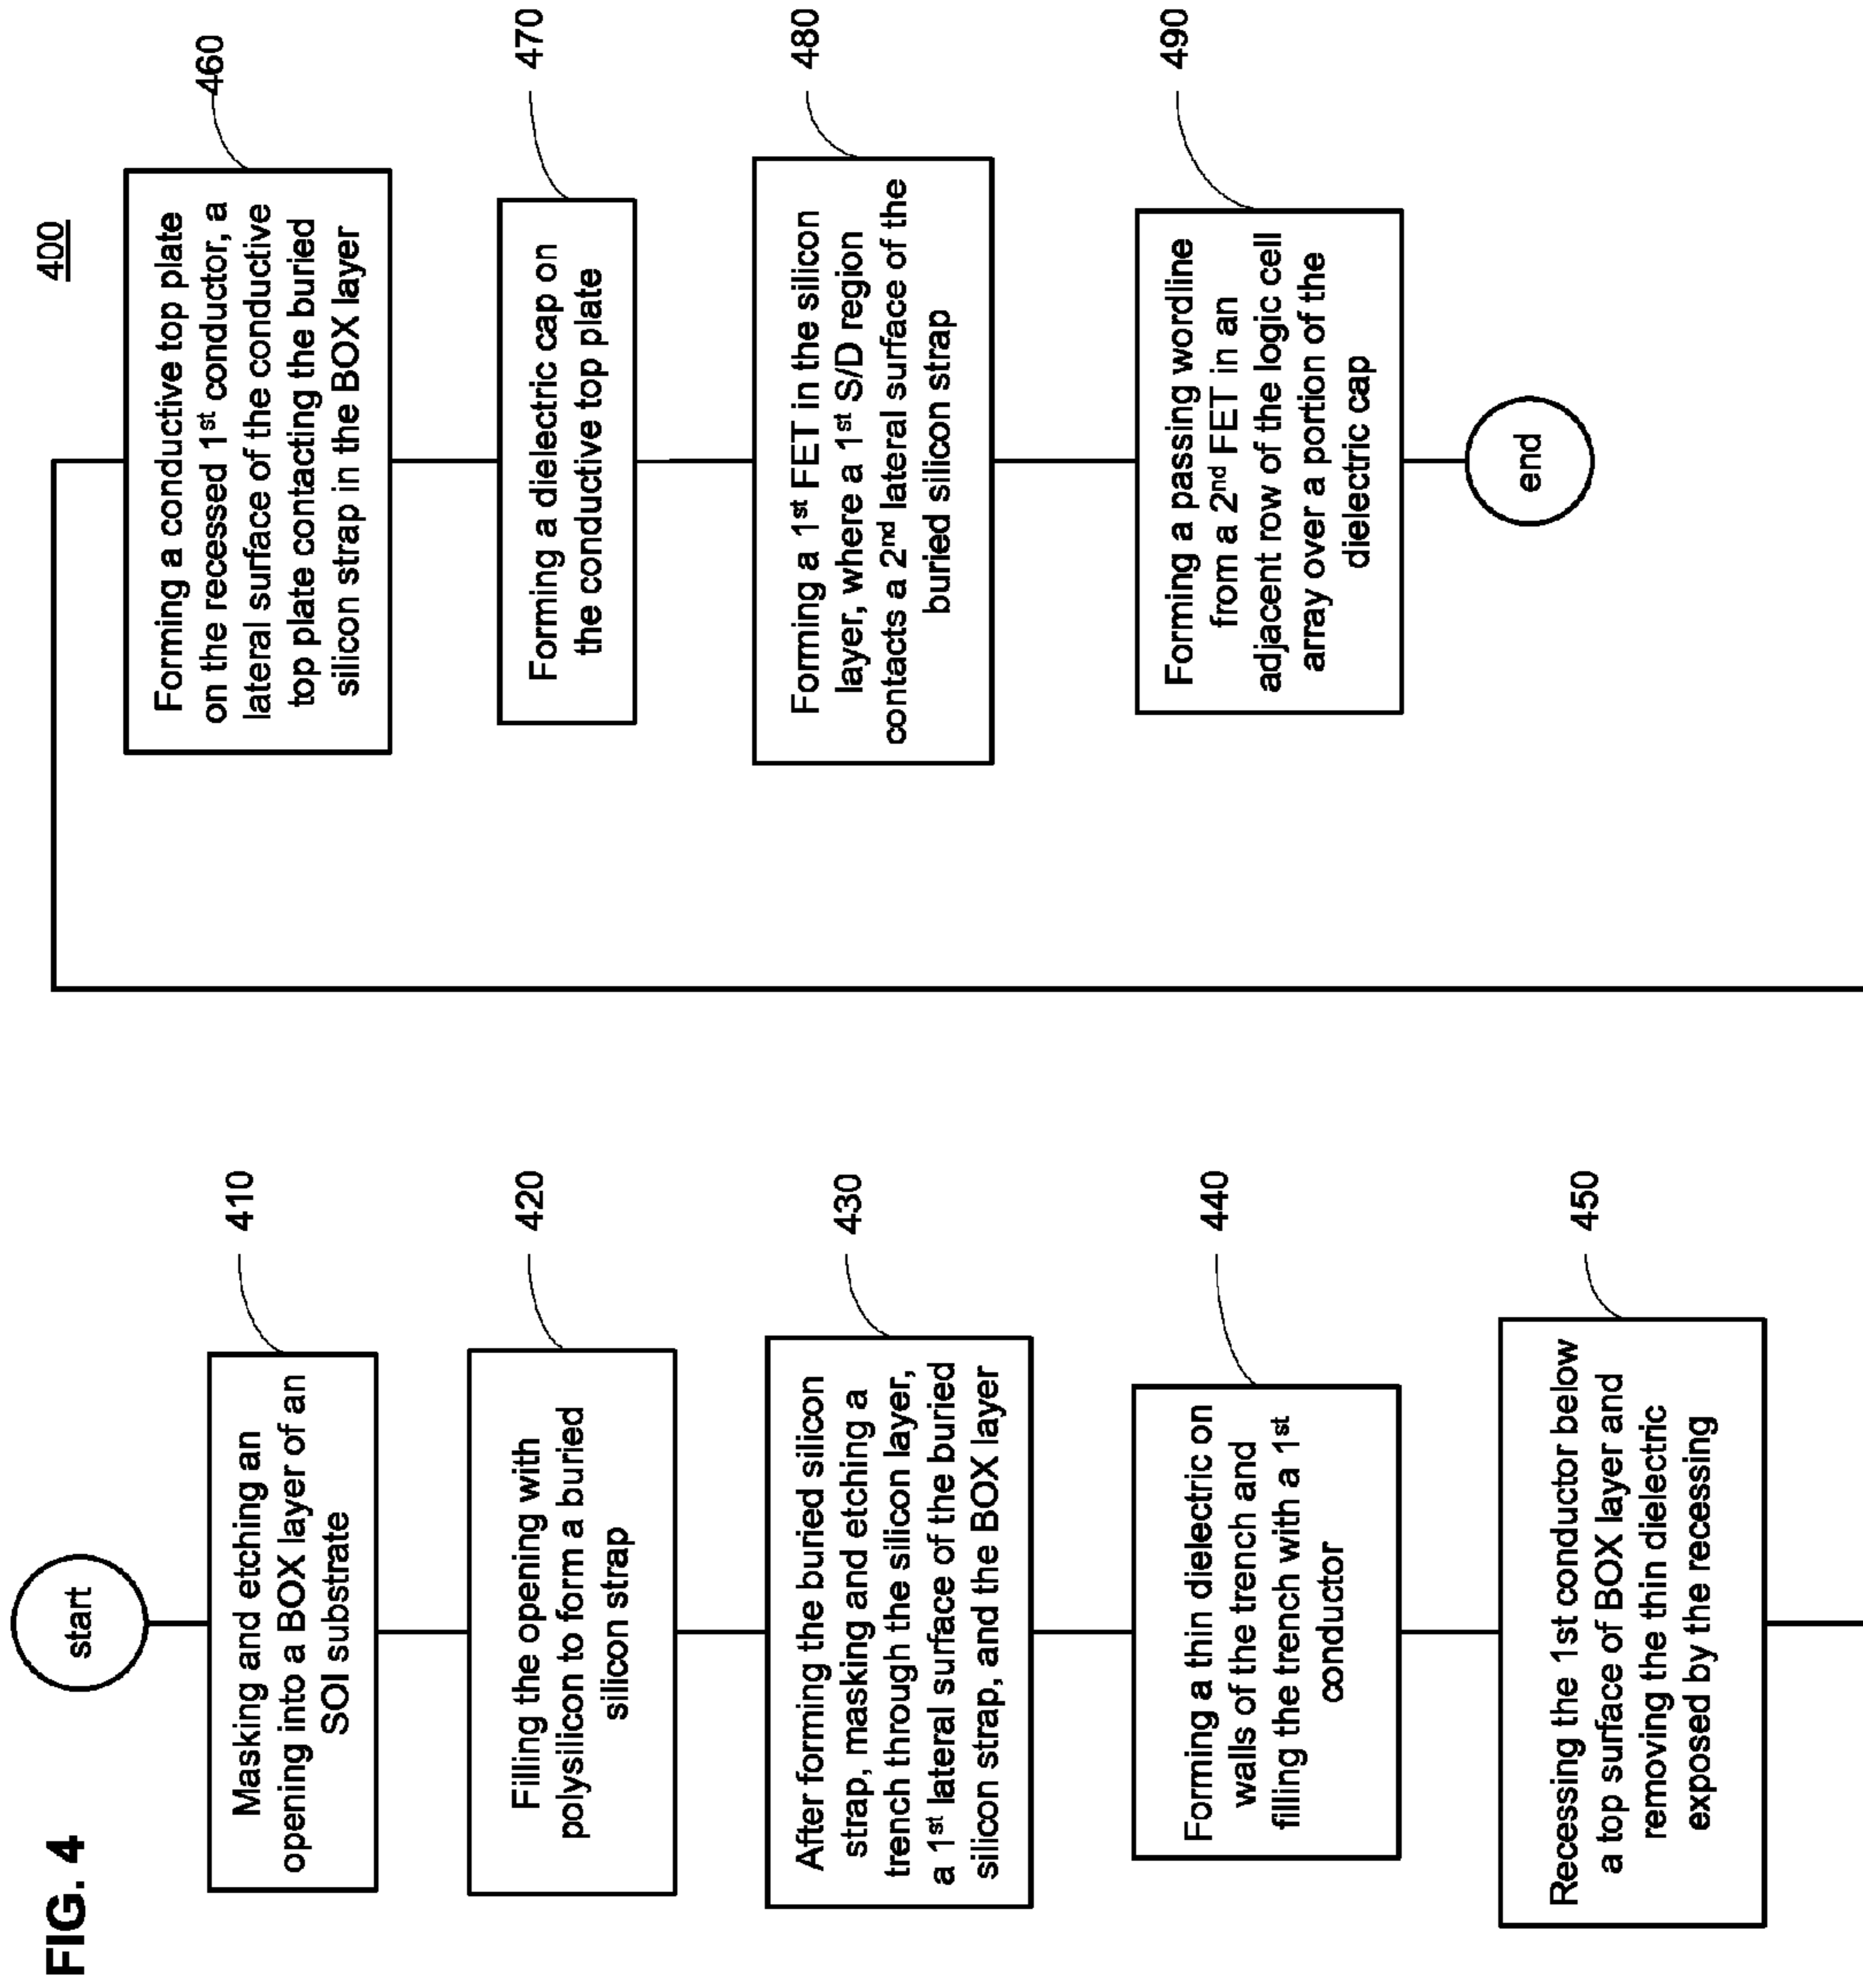 FIG. 4
400
start
Masking and etching an
opening into a BOX layer of an
SOI substrate
410
Filling the opening with
polysilicon to form a buried
silicon strap
420
After forming the buried silicon
strap, masking and etching a
trench through the silicon layer,
a 1st lateral surface of the buried
silicon strap, and the BOX layer
430
Forming a thin dielectric on
walls of the trench and
filling the trench with a 1st
conductor
440
Recessing the 1st conductor below
a top surface of BOX layer and
removing the thin dielectric
exposed by the recessing
450
Forming a conductive top plate
on the recessed 1st conductor, a
lateral surface of the conductive
top plate contacting the buried
silicon strap in the BOX layer
460
Forming a dielectric cap on
the conductive top plate
470
Forming a 1st FET in the silicon
layer, where a 1st S/D region
contacts a 2nd lateral surface of the
buried silicon strap
480
Forming a passing wordline
from a 2nd FET in an
adjacent row of the logic cell
array over a portion of the
dielectric cap
490
end